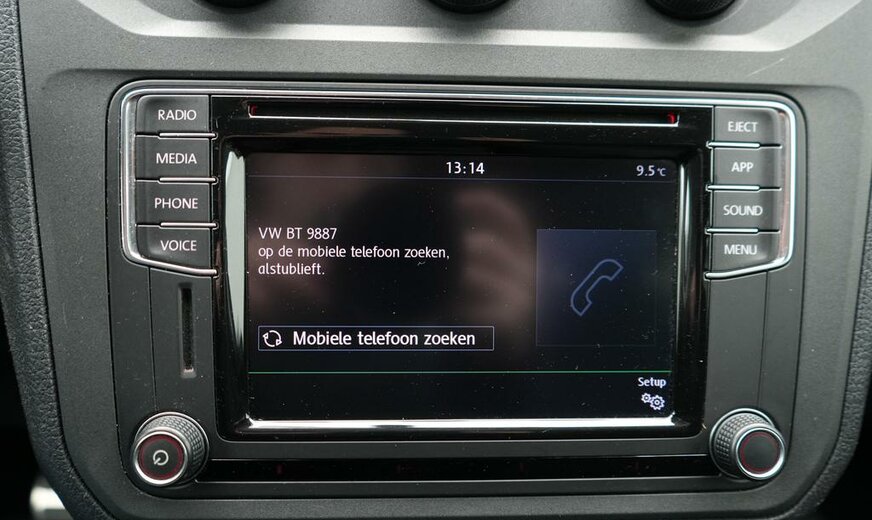 RADIO
MEDIA
PHONE
VOICE
EJECT
APP
SOUND
MENU
13:14
9.5 °C
VW BT 9887
op de mobiele telefoon zoeken,
alstublieft.
Mobiele telefoon zoeken
Setup